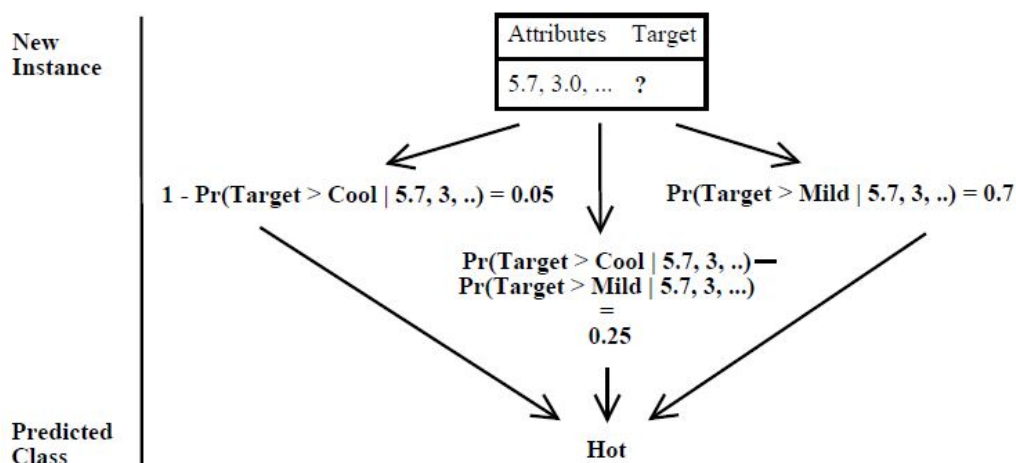 New
Instance
Attributes Target
5.7, 3.0, ... ?
1 - Pr(Target > Cool | 5.7, 3, ..) = 0.05
Pr(Target > Mild | 5.7, 3, ..) = 0.7
Pr(Target > Cool | 5.7, 3, ..) —
Pr(Target > Mild | 5.7, 3, ...)
=
0.25
Predicted
Class
Hot